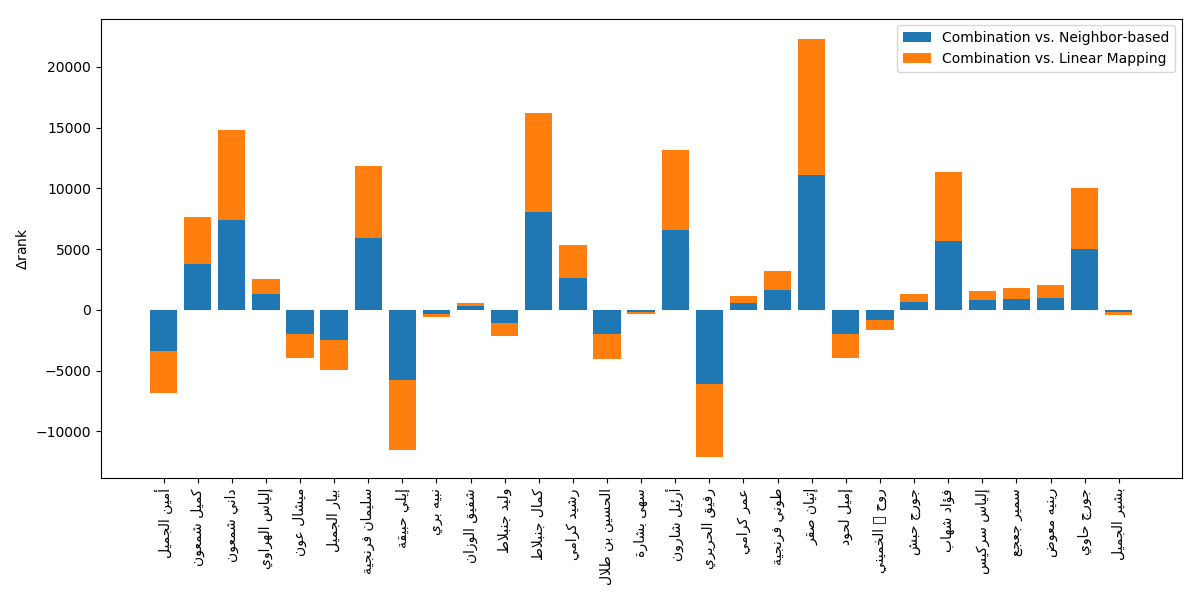 Combination vs. Neighbor-based
Combination vs. Linear Mapping
Δrank
20000
15000
10000
5000
0
−5000
−10000
أمين الجميل
كميل شمعون
داني شمعون
إلياس الهراوي
ميشال عون
بيار الجميل
سليمان فرنجية
إيلي حبيقة
نبيه بري
شفيق الوزان
وليد جنبلاط
كمال جنبلاط
رشيد كرامي
الحسين بن طلال
سهى بشارة
أرئيل شارون
رفيق الحريري
عمر كرامي
طوني فرنجية
إتيان صقر
إميل لحود
روح الخميني
جورج حبش
فؤاد شهاب
إلياس سركيس
سمير جعجع
رينيه معوض
جورج حاوي
بشير الجميل